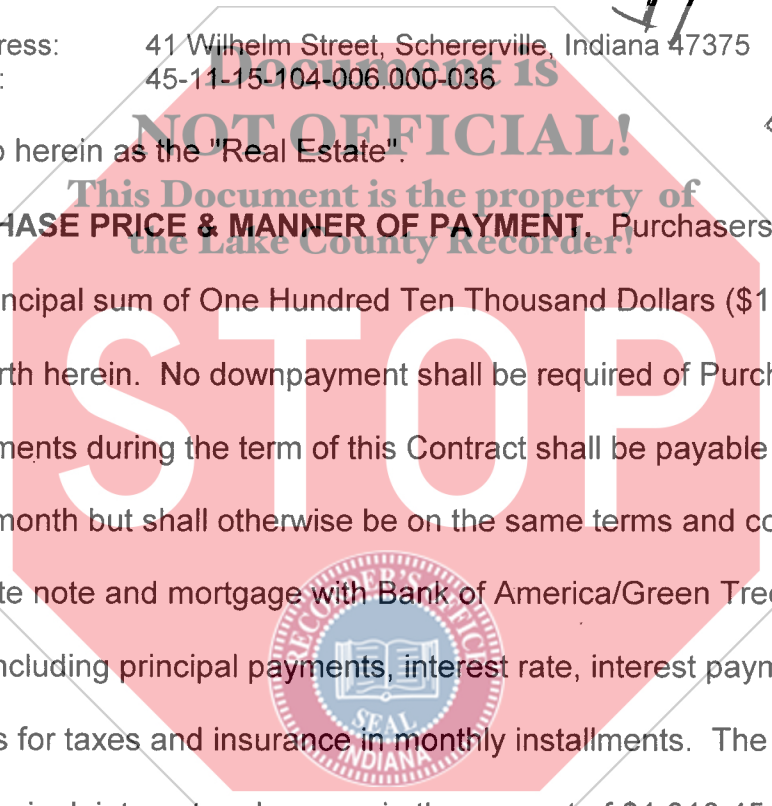 ress: 41 Wilhelm Street, Schererville, Indiana 47375
: 45-11-15-104-006.000-036
Document is
o herein as the "Real Estate".
NOT OFFICIAL!
This Document is the property of
HASE PRICE & MANNER OF PAYMENT. Purchasers
the Lake County Recorder!
ncipal sum of One Hundred Ten Thousand Dollars ($1
rth herein. No downpayment shall be required of Purch
STOP
ments during the term of this Contract shall be payable
month but shall otherwise be on the same terms and co
te note and mortgage with Bank of America/Green Tree
RECORDER'S OFFICE
ncluding principal payments, interest rate, interest paym
SEAL
s for taxes and insurance in monthly installments. The
INDIANA